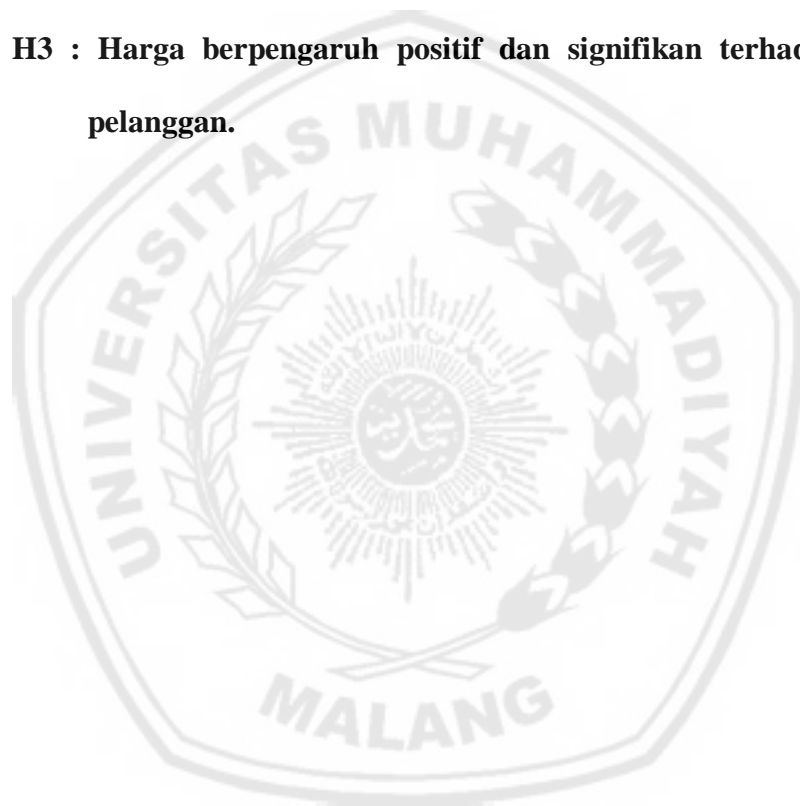 H3 : Harga berpengaruh positif dan signifikan terhad
pelanggan.
UNIVERSITAS MUHAMMADIYAH
MALANG